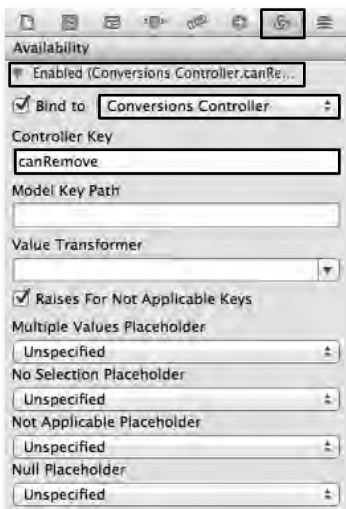 Availability
Enabled (Conversions Controller.canRe...
Bind to Conversions Controller
Controller Key
canRemove
Model Key Path
Value Transformer
Raises For Not Applicable Keys
Multiple Values Placeholder
Unspecified
No Selection Placeholder
Unspecified
Not Applicable Placeholder
Unspecified
Null Placeholder
Unspecified